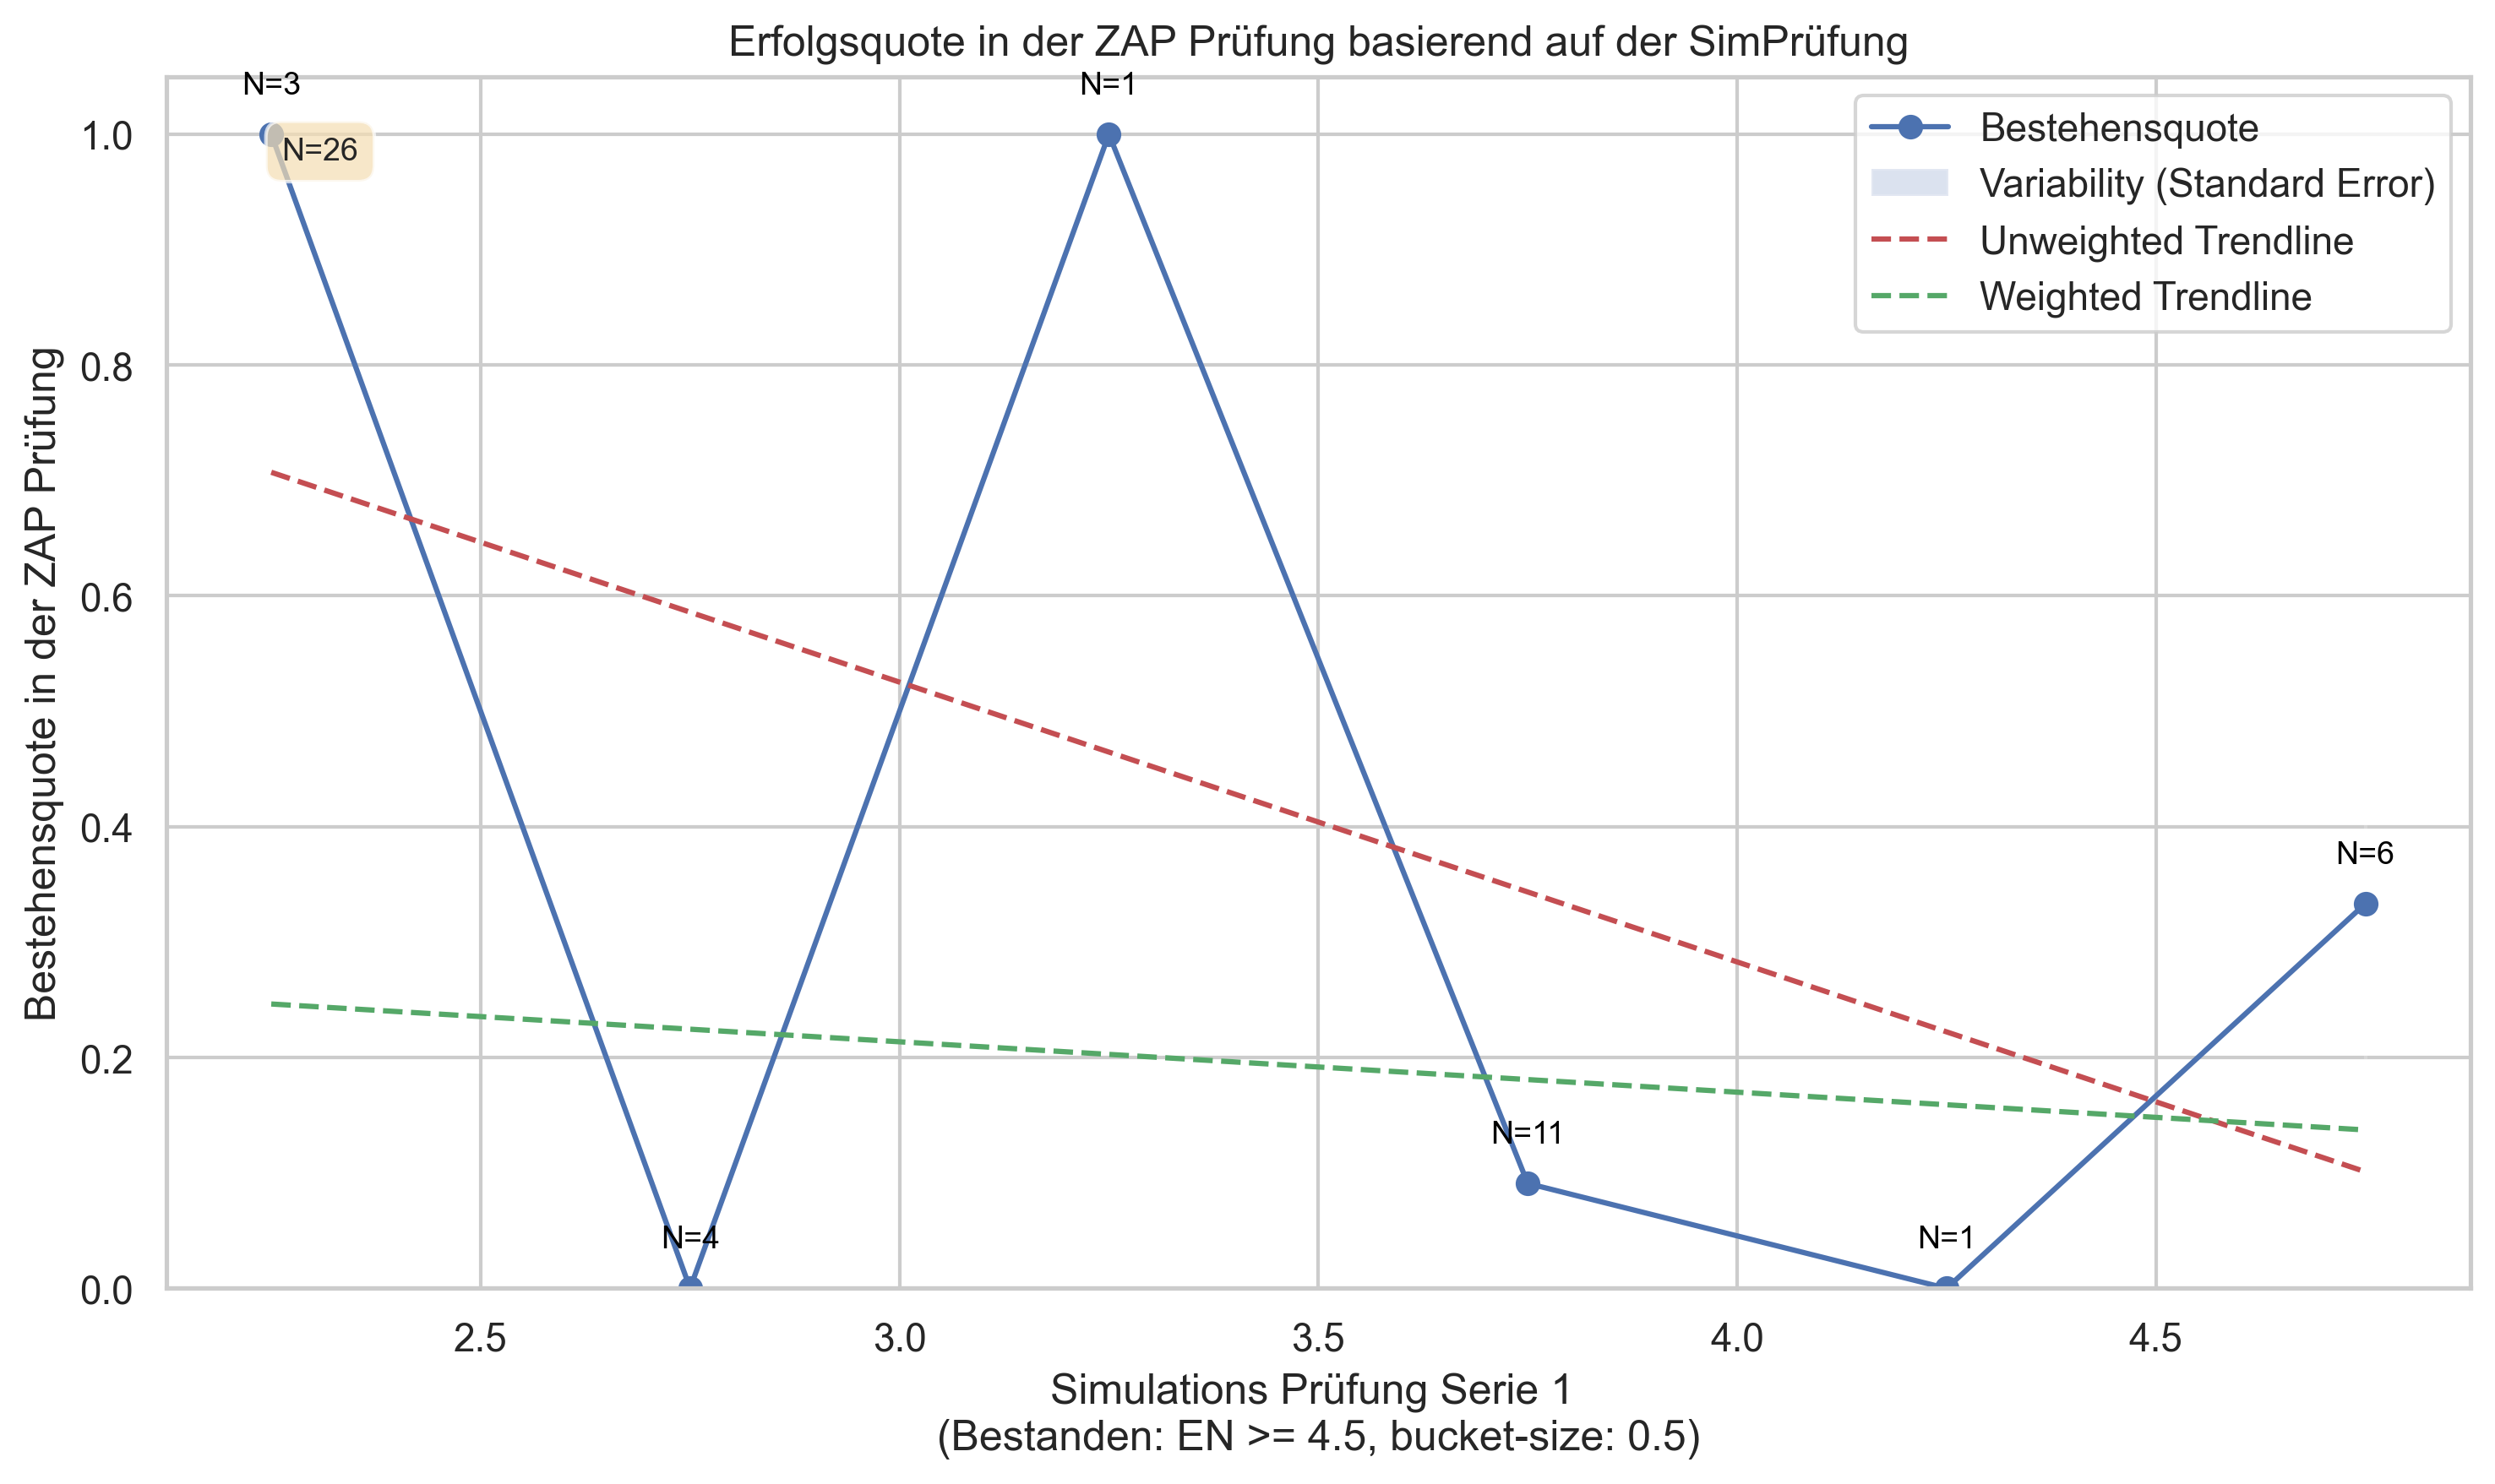 Erfolgsquote in der ZAP Prüfung basierend auf der SimPrüfung
N=3
N=1
N=26
Bestehensquote
Variability (Standard Error)
Unweighted Trendline
Weighted Trendline
1.0
0.8
0.6
0.4
0.2
0.0
Bestehensquote in der ZAP Prüfung
N=6
N=11
N=4
N=1
2.5
3.0
3.5
4.0
4.5
Simulations Prüfung Serie 1
(Bestanden: EN >= 4.5, bucket-size: 0.5)